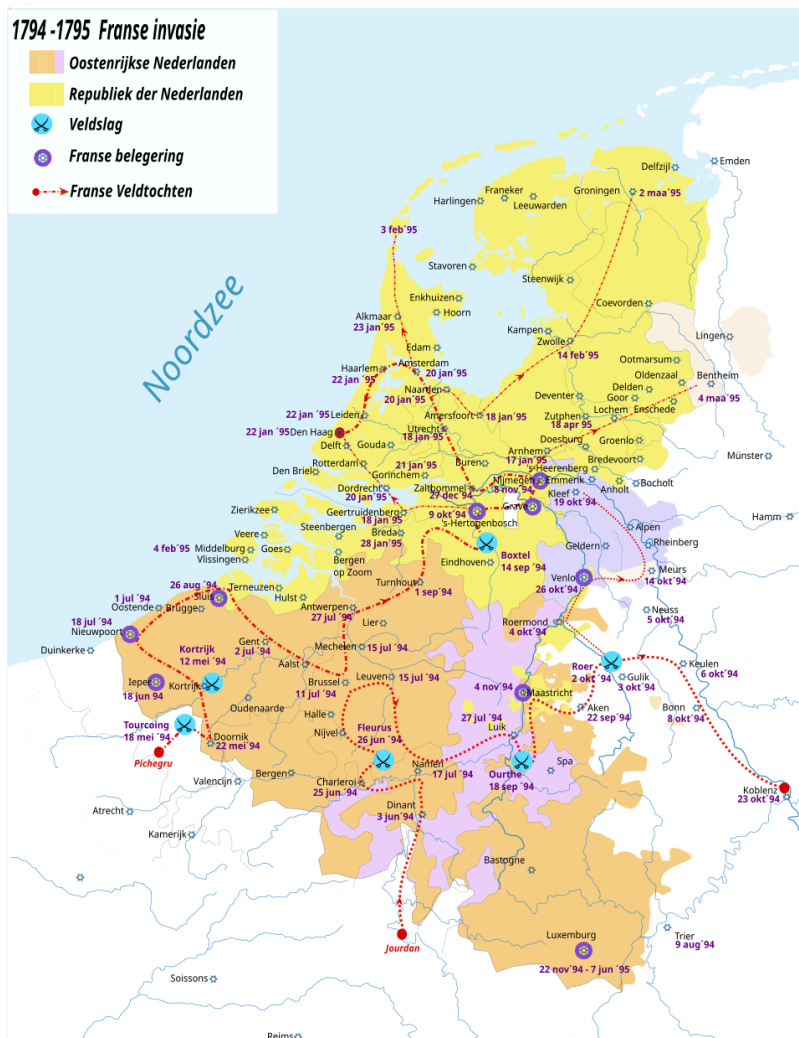 1794 -1795 Franse invasie
Oostenrijkse Nederlanden
Republiek der Nederlanden
Veldslag
Franse belegering
Franse Veldtochten
Noordzee
Delfzijl
Emden
Groningen
2 maa´95
Franeker
Harlingen
Leeuwarden
3 feb´95
Stavoren
Steenwijk
Enkhuizen
Hoorn
Coevorden
Alkmaar
23 jan´95
Kampen
Zwolle
14 feb´95
Lingen
Edam
Ootmarsum
Oldenzaal
Bentheim
4 maa´95
Haarlem
22 jan ´95
Amsterdam
20 jan´95
Naarden
20 jan´95
Delden
Goor
Enschede
Deventer
Lochem
Zutphen
18 apr ´95
22 jan ´95 Leiden
Amersfoort
18 jan´95
22 jan ´95 Den Haag
Utrecht
18 jan´95
Doesburg
Groenlo
Delft
Gouda
Arnhem
17 jan´95
Bredevoort
Münster
Rotterdam
21 jan´95
Buren
's-Heerenberg
Den Briel
Gorinchem
Nijmegen
8 nov´94
Emmerik
Anholt
Bocholt
Dordrecht
20 jan´95
Zaltbommel
27 dec ´94
Kleef
19 okt´94
Grave
Zierikzee
Geertruidenberg
18 jan´95
9 okt´94
's-Hertogenbosch
Hamm
Steenbergen
Breda
28 jan´95
Alpen
Veere
4 feb´95
Middelburg
Goes
Vlissingen
Boxtel
14 sep ´94
Geldern
Rheinberg
Bergen
op Zoom
Eindhoven
Meurs
14 okt´94
26 aug ´94
Terneuzen
Turnhout
1 sep´94
Venlo
26 okt´94
1 jul ´94
Oostende
Sluis
Hulst
Brugge
Antwerpen
27 jul ´94
Neuss
5 okt´94
18 jul ´94
Nieuwpoort
Lier
Roermond
4 okt´94
Duinkerke
Gent
2 jul´94
Mechelen
15 jul´94
Kortrijk
12 mei ´94
Aalst
Roer
2 okt´94
Keulen
6 okt´94
Ieper
18 jun ´94
Kortrijk
Brussel
11 jul´94
Leuven
15 jul ´94
Gulik
3 okt´94
4 nov´94
Maastricht
Oudenaarde
Aken
22 sep´94
Bonn
8 okt´94
Tourcoing
18 mei ´94
Halle
27 jul ´94
Luik
Doornik
22 mei´94
Nijvel
Fleurus
26 jun ´94
Pichegru
Namen
17 jul ´94
Ourthe
18 sep ´94
Spa
Valencijn
Bergen
Charleroi
25 jun´94
Koblenz
23 okt´94
Dinant
3 jun´94
Atrecht
Kamerijk
Bastogne
Jourdan
Luxemburg
Trier
9 aug´94
22 nov´94 - 7 jun ´95
Soissons
Reims